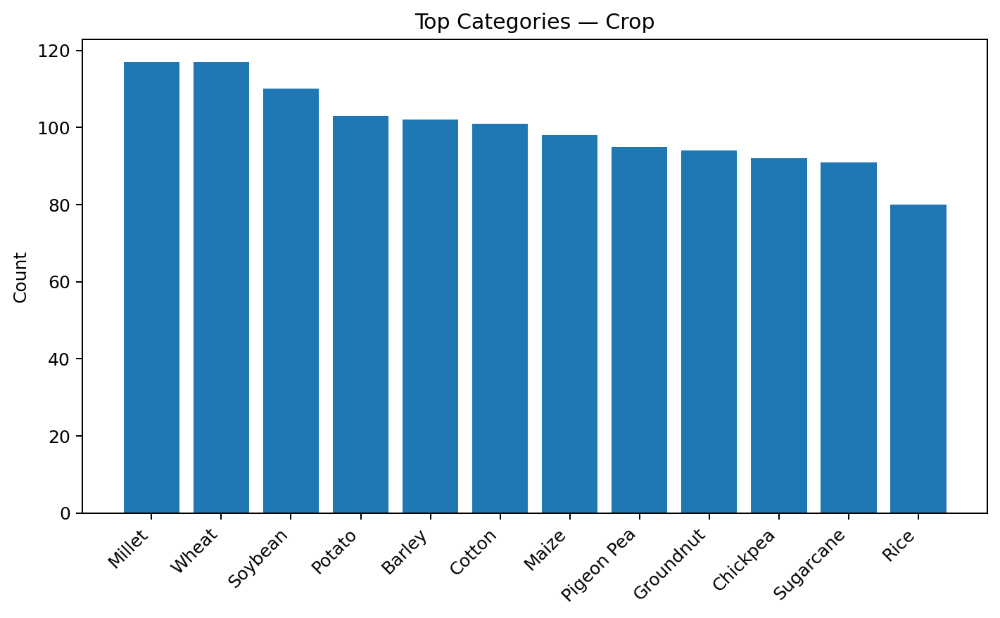 Top Categories — Crop
Count
120
100
80
60
40
20
0
Millet
Wheat
Soybean
Potato
Barley
Cotton
Maize
Pigeon Pea
Groundnut
Chickpea
Sugarcane
Rice